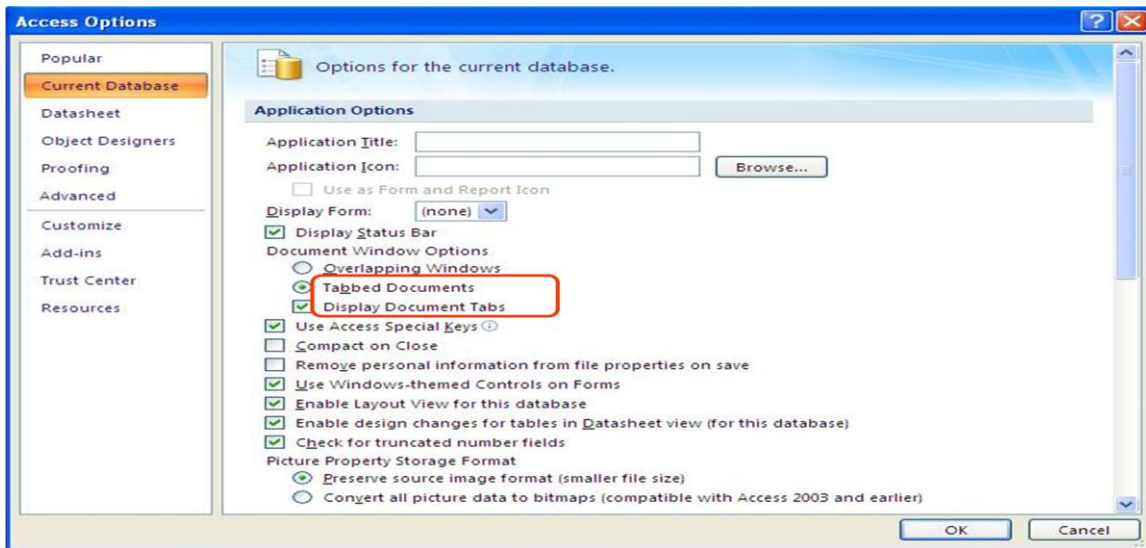 Access Options
Popular
Current Database
Datasheet
Object Designers
Proofing
Advanced
Customize
Add-ins
Trust Center
Resources
Options for the current database.
Application Options
Application Title:
Application Icon:
Browse...
Use as Form and Report Icon
Display Form:
(none)
Display Status Bar
Document Window Options
Overlapping Windows
Tabbed Documents
Display Document Tabs
Use Access Special Keys
Compact on Close
Remove personal information from file properties on save
Use Windows-themed Controls on Forms
Enable Layout View for this database
Enable design changes for tables in Datasheet view (for this database)
Check for truncated number fields
Picture Property Storage Format
Preserve source image format (smaller file size)
Convert all picture data to bitmaps (compatible with Access 2003 and earlier)
OK
Cancel